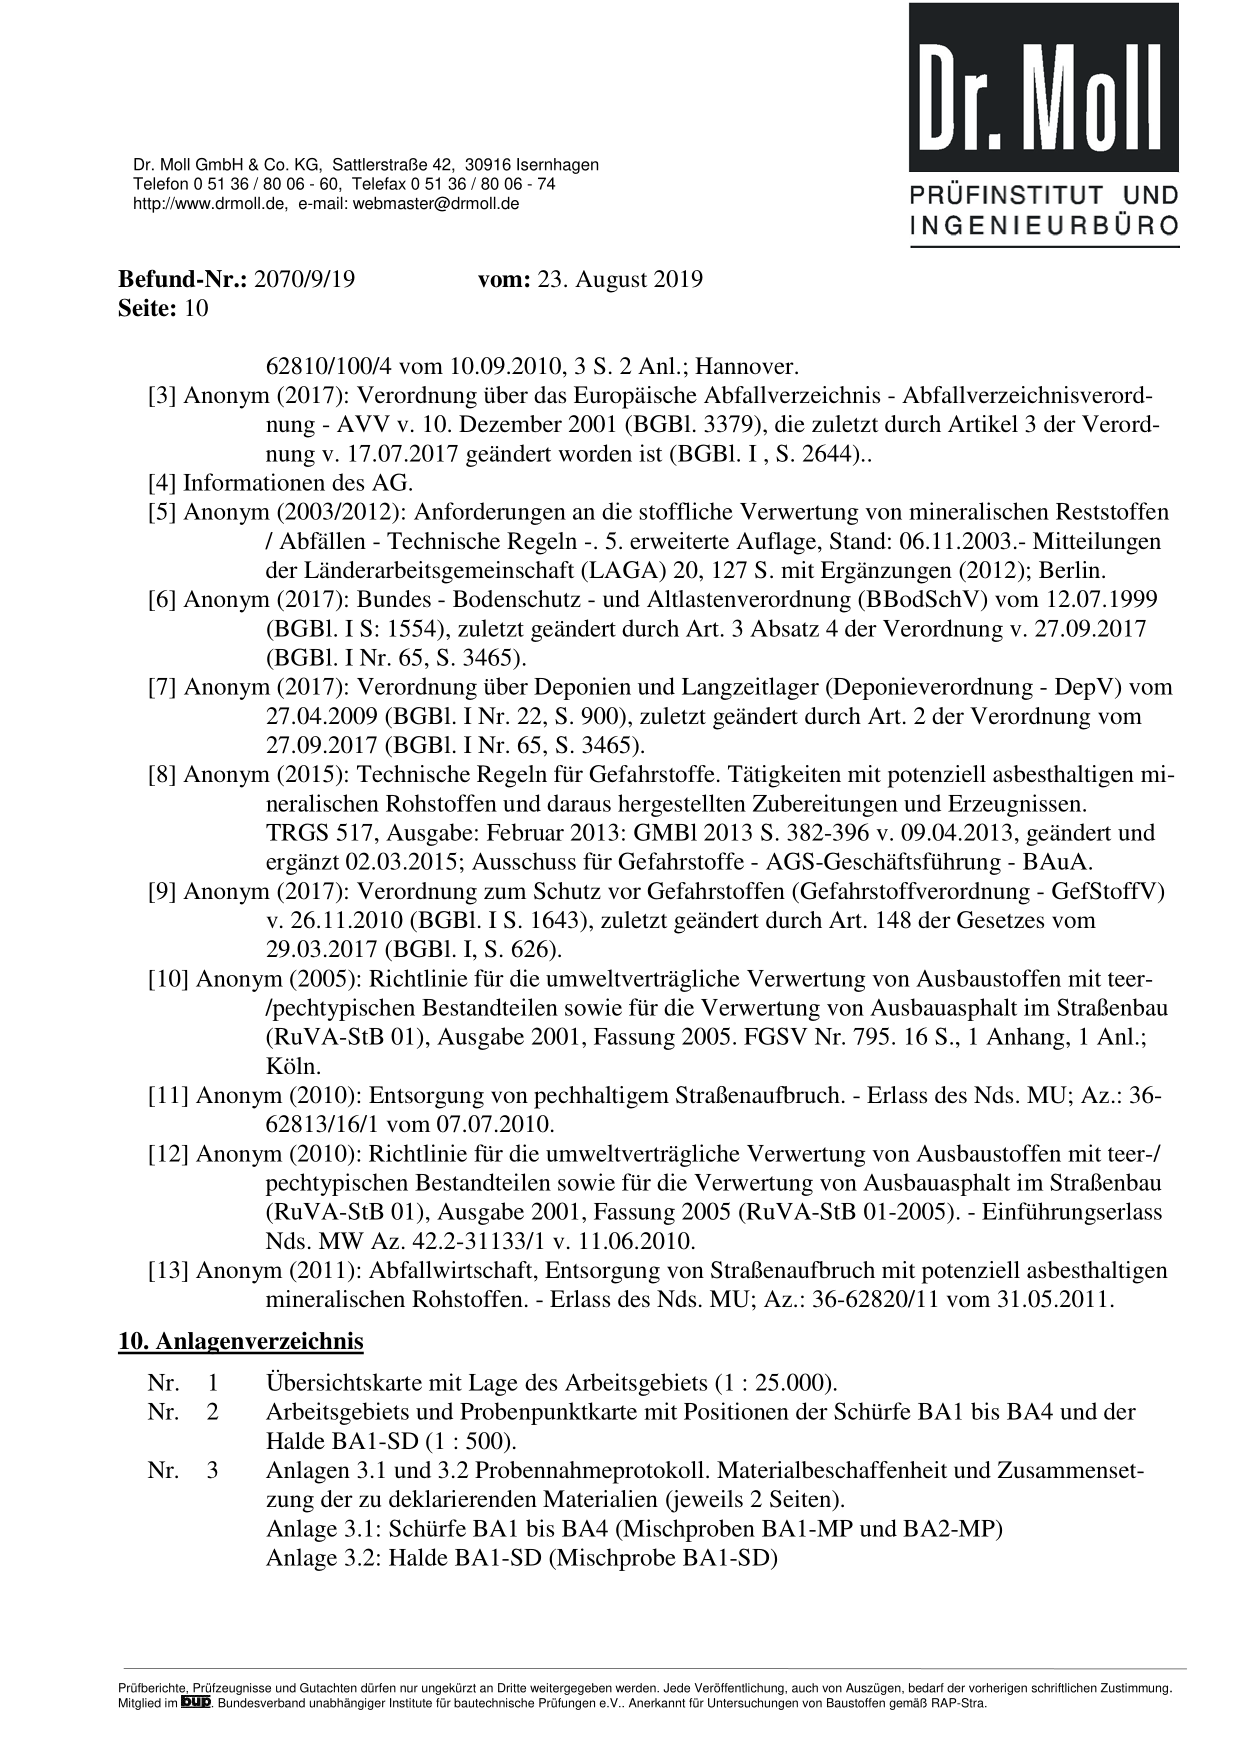 Dr. Moll
PRÜFINSTITUT UND
INGENIEURBÜRO
Dr. Moll GmbH & Co. KG, Sattlerstraße 42, 30916 Isernhagen
Telefon 0 51 36 / 80 06 - 60, Telefax 0 51 36 / 80 06 - 74
http://www.drmoll.de, e-mail: webmaster@drmoll.de
Befund-Nr.: 2070/9/19 vom: 23. August 2019
Seite: 10
62810/100/4 vom 10.09.2010, 3 S. 2 Anl.; Hannover.
[3] Anonym (2017): Verordnung über das Europäische Abfallverzeichnis - Abfallverzeichnisverord-
nung - AVV v. 10. Dezember 2001 (BGBl. 3379), die zuletzt durch Artikel 3 der Verord-
nung v. 17.07.2017 geändert worden ist (BGBl. I , S. 2644)..
[4] Informationen des AG.
[5] Anonym (2003/2012): Anforderungen an die stoffliche Verwertung von mineralischen Reststoffen
/ Abfällen - Technische Regeln -. 5. erweiterte Auflage, Stand: 06.11.2003.- Mitteilungen
der Länderarbeitsgemeinschaft (LAGA) 20, 127 S. mit Ergänzungen (2012); Berlin.
[6] Anonym (2017): Bundes - Bodenschutz - und Altlastenverordnung (BBodSchV) vom 12.07.1999
(BGBl. I S: 1554), zuletzt geändert durch Art. 3 Absatz 4 der Verordnung v. 27.09.2017
(BGBl. I Nr. 65, S. 3465).
[7] Anonym (2017): Verordnung über Deponien und Langzeitlager (Deponieverordnung - DepV) vom
27.04.2009 (BGBl. I Nr. 22, S. 900), zuletzt geändert durch Art. 2 der Verordnung vom
27.09.2017 (BGBl. I Nr. 65, S. 3465).
[8] Anonym (2015): Technische Regeln für Gefahrstoffe. Tätigkeiten mit potenziell asbesthaltigen mi-
neralischen Rohstoffen und daraus hergestellten Zubereitungen und Erzeugnissen.
TRGS 517, Ausgabe: Februar 2013: GMBl 2013 S. 382-396 v. 09.04.2013, geändert und
ergänzt 02.03.2015; Ausschuss für Gefahrstoffe - AGS-Geschäftsführung - BAuA.
[9] Anonym (2017): Verordnung zum Schutz vor Gefahrstoffen (Gefahrstoffverordnung - GefStoffV)
v. 26.11.2010 (BGBl. I S. 1643), zuletzt geändert durch Art. 148 der Gesetzes vom
29.03.2017 (BGBl. I, S. 626).
[10] Anonym (2005): Richtlinie für die umweltverträgliche Verwertung von Ausbaustoffen mit teer-
/pechtypischen Bestandteilen sowie für die Verwertung von Ausbauasphalt im Straßenbau
(RuVA-StB 01), Ausgabe 2001, Fassung 2005. FGSV Nr. 795. 16 S., 1 Anhang, 1 Anl.;
Köln.
[11] Anonym (2010): Entsorgung von pechhaltigem Straßenaufbruch. - Erlass des Nds. MU; Az.: 36-
62813/16/1 vom 07.07.2010.
[12] Anonym (2010): Richtlinie für die umweltverträgliche Verwertung von Ausbaustoffen mit teer-/
pechtypischen Bestandteilen sowie für die Verwertung von Ausbauasphalt im Straßenbau
(RuVA-StB 01), Ausgabe 2001, Fassung 2005 (RuVA-StB 01-2005). - Einführungserlass
Nds. MW Az. 42.2-31133/1 v. 11.06.2010.
[13] Anonym (2011): Abfallwirtschaft, Entsorgung von Straßenaufbruch mit potenziell asbesthaltigen
mineralischen Rohstoffen. - Erlass des Nds. MU; Az.: 36-62820/11 vom 31.05.2011.
10. Anlagenverzeichnis
Nr. 1 Übersichtskarte mit Lage des Arbeitsgebiets (1 : 25.000).
Nr. 2 Arbeitsgebiets und Probenpunktkarte mit Positionen der Schürfe BA1 bis BA4 und der
Halde BA1-SD (1 : 500).
Nr. 3 Anlagen 3.1 und 3.2 Probennahmeprotokoll. Materialbeschaffenheit und Zusammenset-
zung der zu deklarierenden Materialien (jeweils 2 Seiten).
Anlage 3.1: Schürfe BA1 bis BA4 (Mischproben BA1-MP und BA2-MP)
Anlage 3.2: Halde BA1-SD (Mischprobe BA1-SD)
Prüfberichte, Prüfzeugnisse und Gutachten dürfen nur ungekürzt an Dritte weitergegeben werden. Jede Veröffentlichung, auch von Auszügen, bedarf der vorherigen schriftlichen Zustimmung.
Mitglied im bup. Bundesverband unabhängiger Institute für bautechnische Prüfungen e.V.. Anerkannt für Untersuchungen von Baustoffen gemäß RAP-Stra.